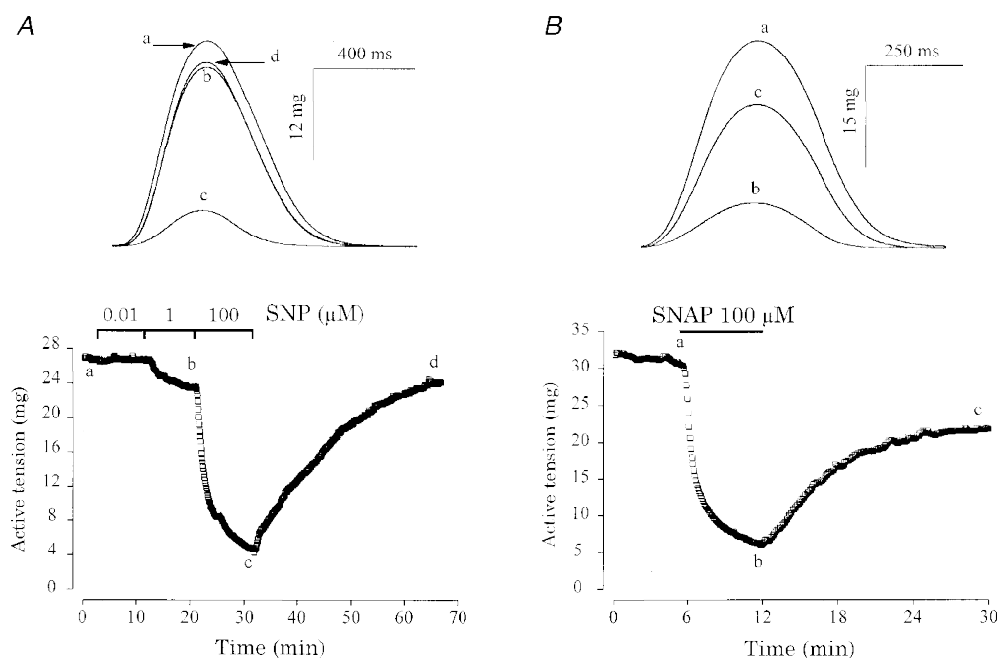 A
a
d
b
c
400 ms
12 mg
0.01 1 100 SNP (µM)
28
24
20
16
12
8
4
0
Active tension (mg)
a
b
c
d
0 10 20 30 40 50 60 70
Time (min)
B
a
c
b
250 ms
15 mg
SNAP 100 µM
35
30
25
20
15
10
5
0
Active tension (mg)
a
b
c
0 6 12 18 24 30
Time (min)